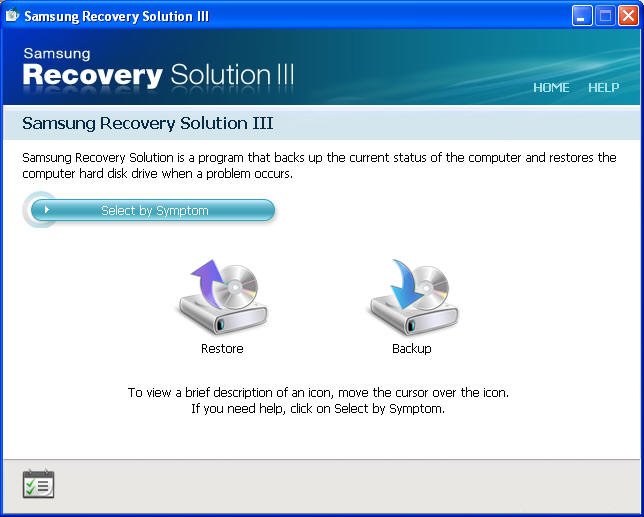 Samsung Recovery Solution III
Samsung
Recovery Solution III
HOME HELP
Samsung Recovery Solution III
Samsung Recovery Solution is a program that backs up the current status of the computer and restores the
computer hard disk drive when a problem occurs.
Select by Symptom
Restore Backup
To view a brief description of an icon, move the cursor over the icon.
If you need help, click on Select by Symptom.